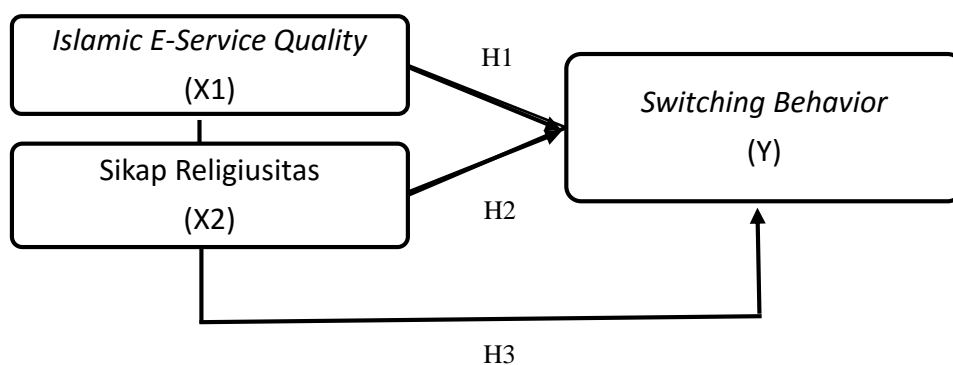 Islamic E-Service Quality
(X1)
H1
Switching Behavior
(Y)
Sikap Religiusitas
(X2)
H2
H3